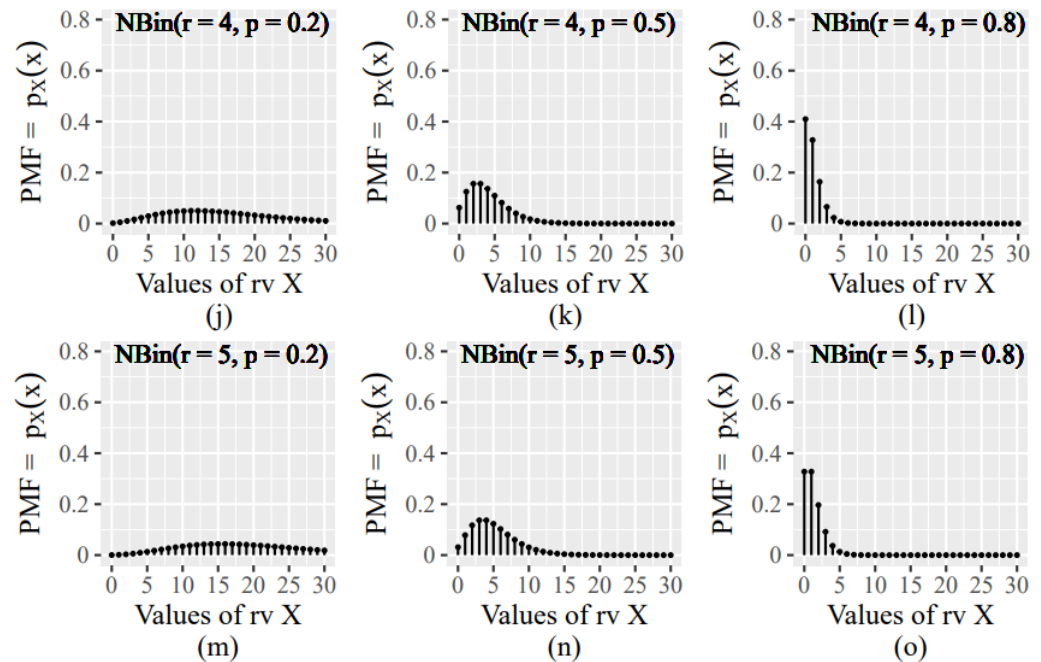 NBin(r = 4, p = 0.2)
PMF = pX(x)
0.8
0.6
0.4
0.2
0
0 5 10 15 20 25 30
Values of rv X
(j)
NBin(r = 4, p = 0.5)
PMF = pX(x)
0.8
0.6
0.4
0.2
0
0 5 10 15 20 25 30
Values of rv X
(k)
NBin(r = 4, p = 0.8)
PMF = pX(x)
0.8
0.6
0.4
0.2
0
0 5 10 15 20 25 30
Values of rv X
(l)
NBin(r = 5, p = 0.2)
PMF = pX(x)
0.8
0.6
0.4
0.2
0
0 5 10 15 20 25 30
Values of rv X
(m)
NBin(r = 5, p = 0.5)
PMF = pX(x)
0.8
0.6
0.4
0.2
0
0 5 10 15 20 25 30
Values of rv X
(n)
NBin(r = 5, p = 0.8)
PMF = pX(x)
0.8
0.6
0.4
0.2
0
0 5 10 15 20 25 30
Values of rv X
(o)